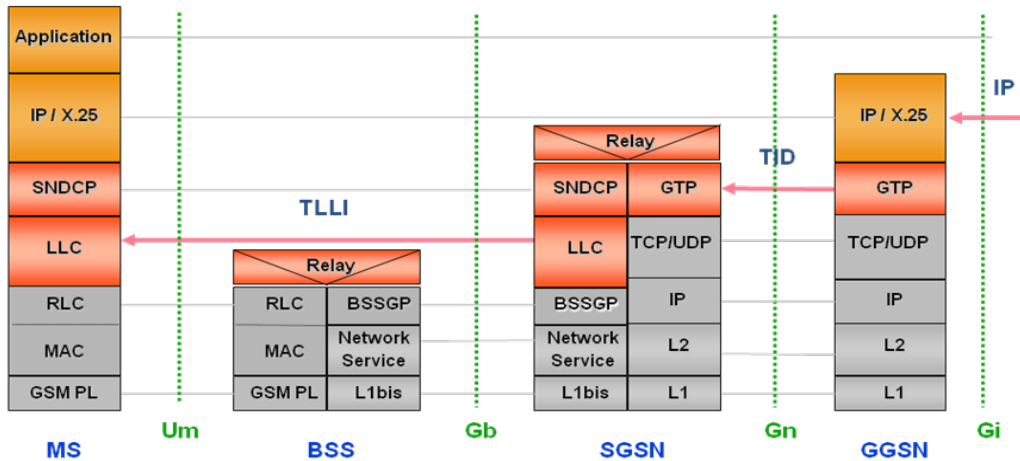 Application
IP / X.25
SNDCP
LLC
RLC
MAC
GSM PL
MS
Um
TLLI
Relay
RLC
BSSGP
MAC
Network
Service
GSM PL
L1bis
BSS
Gb
Relay
SNDCP
GTP
LLC
TCP/UDP
BSSGP
IP
Network
Service
L2
L1bis
L1
SGSN
TID
Gn
IP / X.25
GTP
TCP/UDP
IP
L2
L1
GGSN
IP
Gi